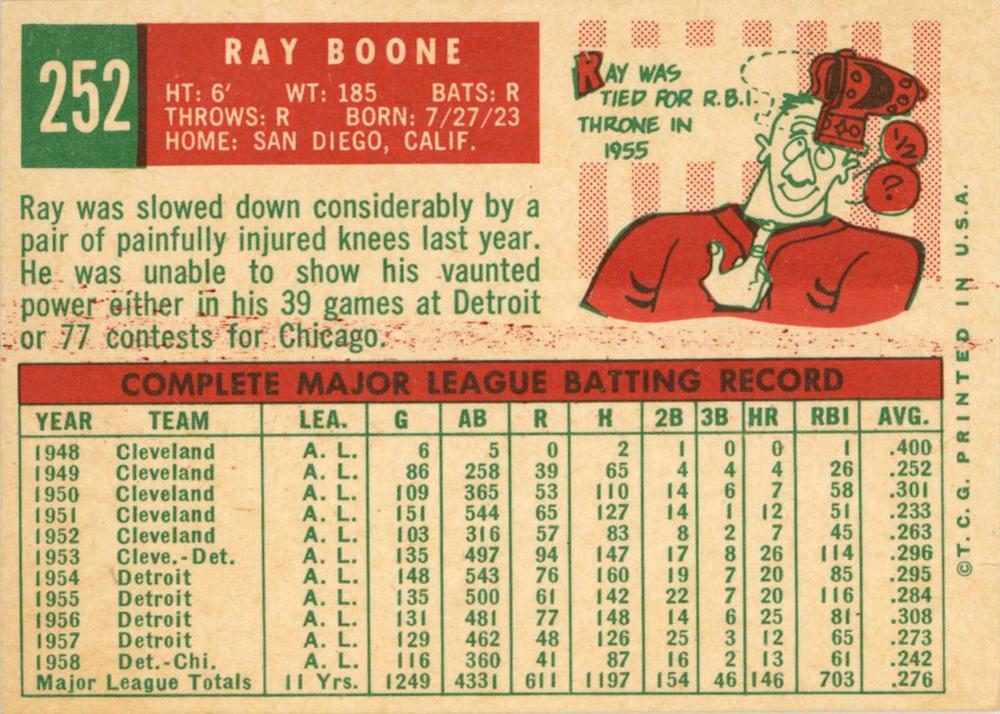 252
RAY BOONE
HT: 6' WT: 185 BATS: R
THROWS: R BORN: 7/27/23
HOME: SAN DIEGO, CALIF.
RAY WAS
TIED FOR R.B.I.
THRONE IN
1955
1/2
?
Ray was slowed down considerably by a
pair of painfully injured knees last year.
He was unable to show his vaunted
power either in his 39 games at Detroit
or 77 contests for Chicago.
COMPLETE MAJOR LEAGUE BATTING RECORD
YEAR TEAM LEA. G AB R H 2B 3B HR RBI AVG.
1948 Cleveland A. L. 6 5 0 2 1 0 0 1 .400
1949 Cleveland A. L. 86 258 39 65 4 4 4 26 .252
1950 Cleveland A. L. 109 365 53 110 14 6 7 58 .301
1951 Cleveland A. L. 151 544 65 127 14 1 12 51 .233
1952 Cleveland A. L. 103 316 57 83 8 2 7 45 .263
1953 Cleve.-Det. A. L. 135 497 94 147 17 8 26 114 .296
1954 Detroit A. L. 148 543 76 160 19 7 20 85 .295
1955 Detroit A. L. 135 500 61 142 22 7 20 116 .284
1956 Detroit A. L. 131 481 77 148 14 6 25 81 .308
1957 Detroit A. L. 129 462 48 126 25 3 12 65 .273
1958 Det.-Chi. A. L. 116 360 41 87 16 2 13 61 .242
Major League Totals 11 Yrs. 1249 4331 611 1197 154 46 146 703 .276
©T. C. G. PRINTED IN U.S.A.